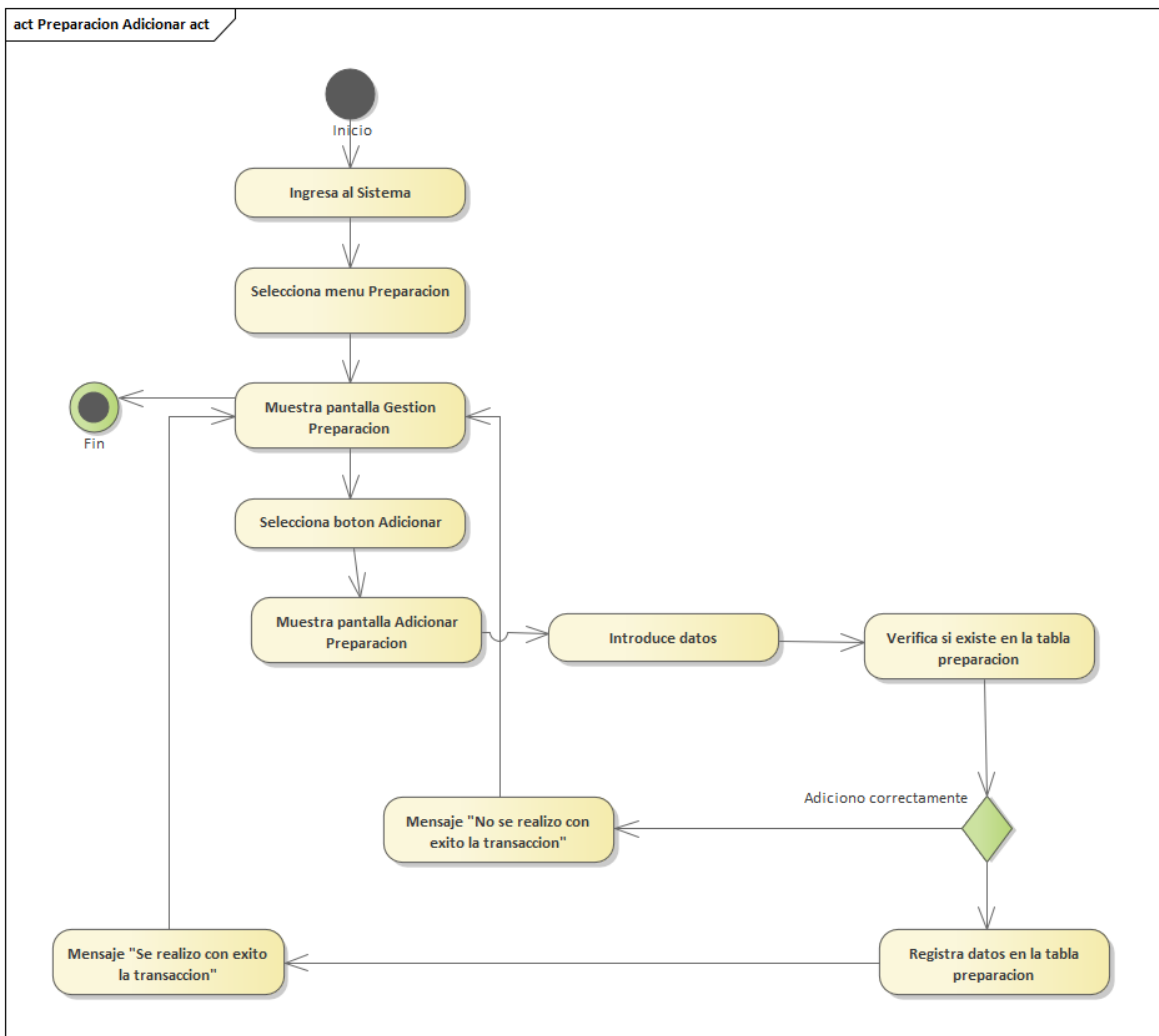 act Preparacion Adicionar act
Inicio
Ingresa al Sistema
Selecciona menu Preparacion
Muestra pantalla Gestion
Preparacion
Fin
Selecciona boton Adicionar
Muestra pantalla Adicionar
Preparacion
Introduce datos
Verifica si existe en la tabla
preparacion
Adiciono correctamente
Mensaje "No se realizo con
exito la transaccion"
Registra datos en la tabla
preparacion
Mensaje "Se realizo con exito
la transaccion"